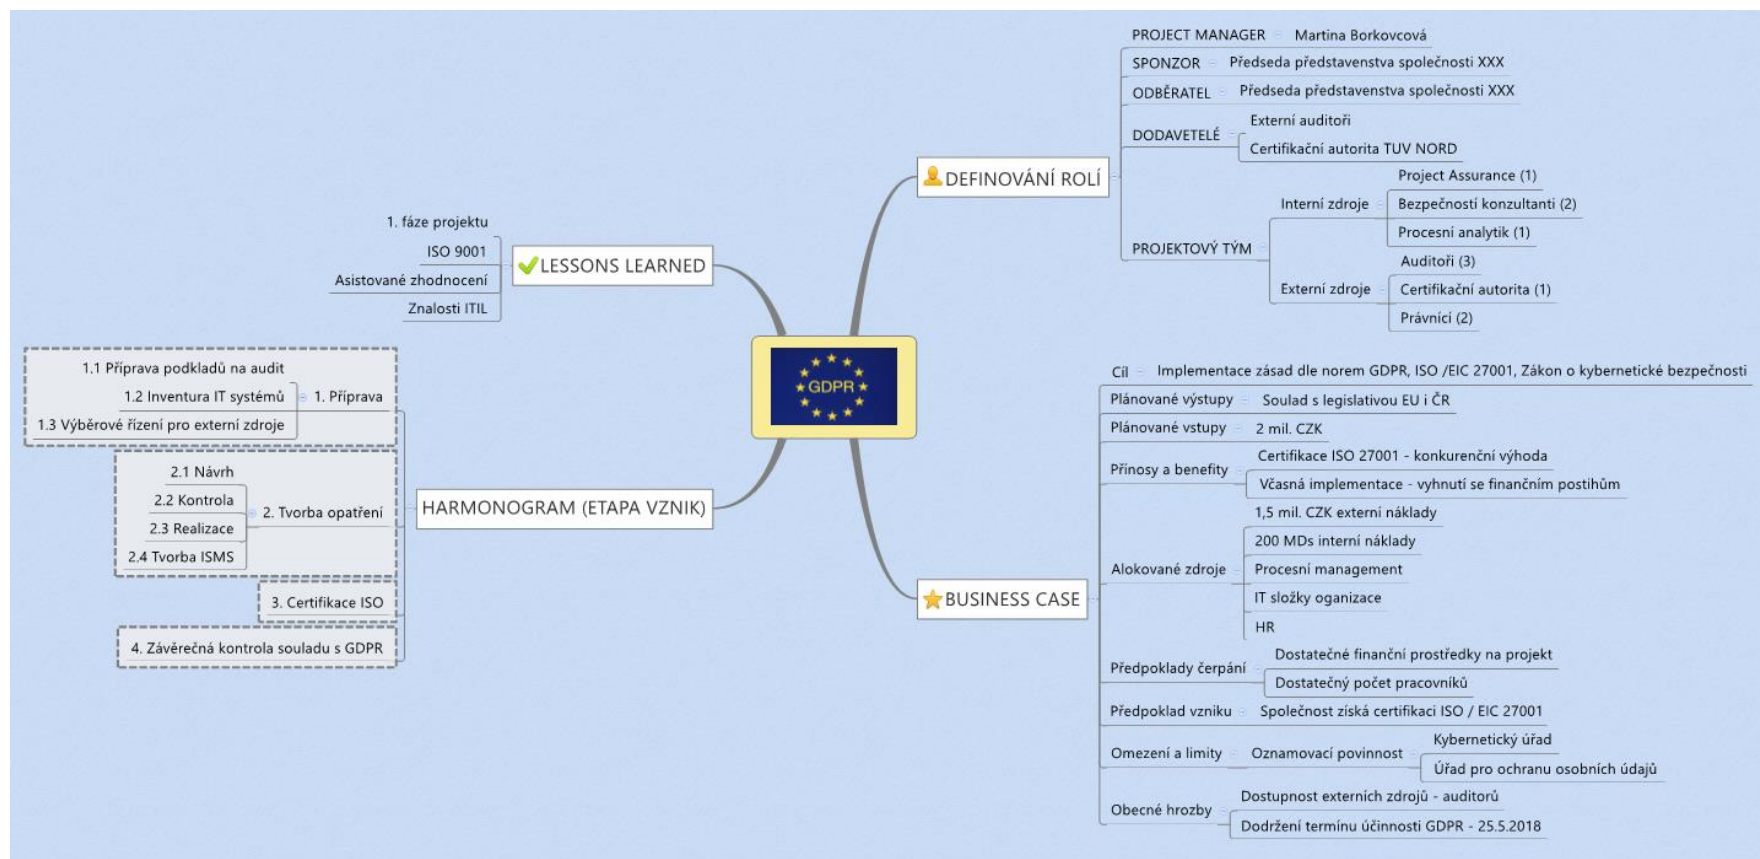 GDPR
DEFINOVÁNÍ ROLÍ
PROJECT MANAGER
Martina Borkovcová
SPONZOR
Předseda představenstva společnosti XXX
ODBĚRATEL
Předseda představenstva společnosti XXX
DODAVETELÉ
Externí auditoři
Certifikační autorita TUV NORD
PROJEKTOVÝ TÝM
Interní zdroje
Project Assurance (1)
Bezpečností konzultanti (2)
Procesní analytik (1)
Externí zdroje
Auditoři (3)
Certifikační autorita (1)
Právnící (2)
BUSINESS CASE
Cíl
Implementace zásad dle norem GDPR, ISO /EIC 27001, Zákon o kybernetické bezpečnosti
Plánované výstupy
Soulad s legislativou EU i ČR
Plánované vstupy
2 mil. CZK
Přínosy a benefity
Certifikace ISO 27001 - konkurenční výhoda
Včasná implementace - vyhnutí se finančním postihům
Alokované zdroje
1,5 mil. CZK externí náklady
200 MDs interní náklady
Procesní management
IT složky oganizace
HR
Předpoklady čerpání
Dostatečné finanční prostředky na projekt
Dostatečný počet pracovníků
Předpoklad vzniku
Společnost získá certifikaci ISO / EIC 27001
Omezení a limity
Oznamovací povinnost
Kybernetický úřad
Úřad pro ochranu osobních údajů
Obecné hrozby
Dostupnost externích zdrojů - auditorů
Dodržení termínu účinnosti GDPR - 25.5.2018
LESSONS LEARNED
1. fáze projektu
ISO 9001
Asistované zhodnocení
Znalosti ITIL
HARMONOGRAM (ETAPA VZNIK)
1. Příprava
1.1 Příprava podkladů na audit
1.2 Inventura IT systémů
1.3 Výběrové řízení pro externí zdroje
2. Tvorba opatření
2.1 Návrh
2.2 Kontrola
2.3 Realizace
2.4 Tvorba ISMS
3. Certifikace ISO
4. Závěrečná kontrola souladu s GDPR